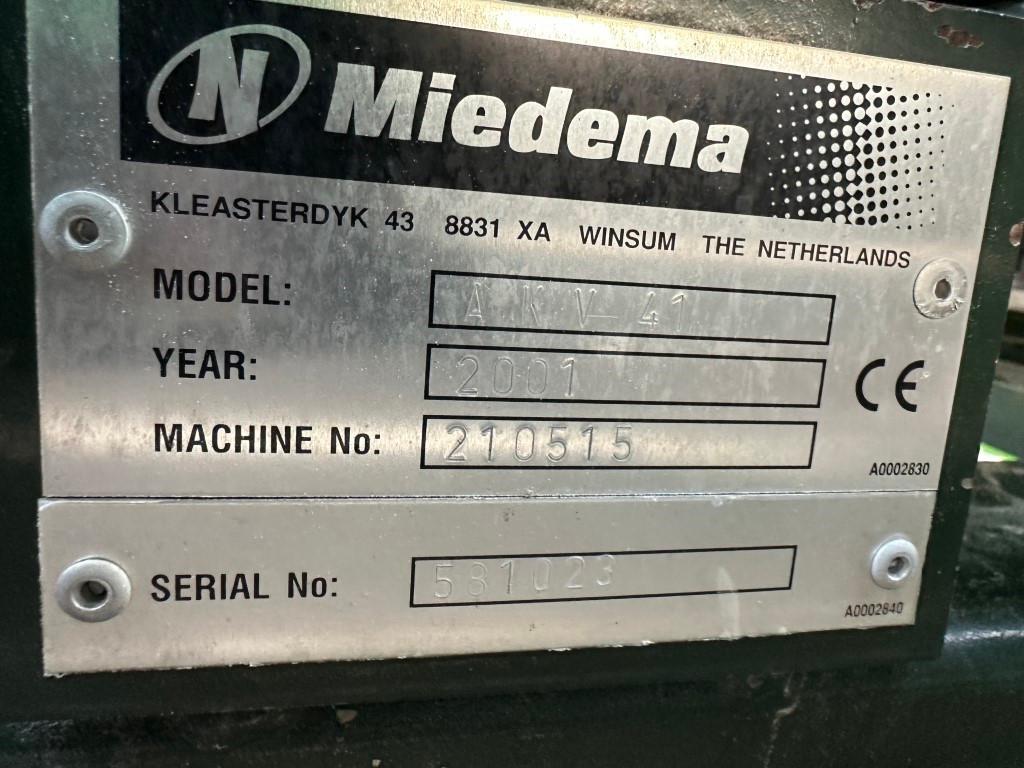 N Miedema
KLEASTERDYK 43 8831 XA WINSUM THE NETHERLANDS
MODEL: AKV-41
YEAR: 2001
CE
MACHINE No: 210515
A0002830
SERIAL No: 581023
A0002840